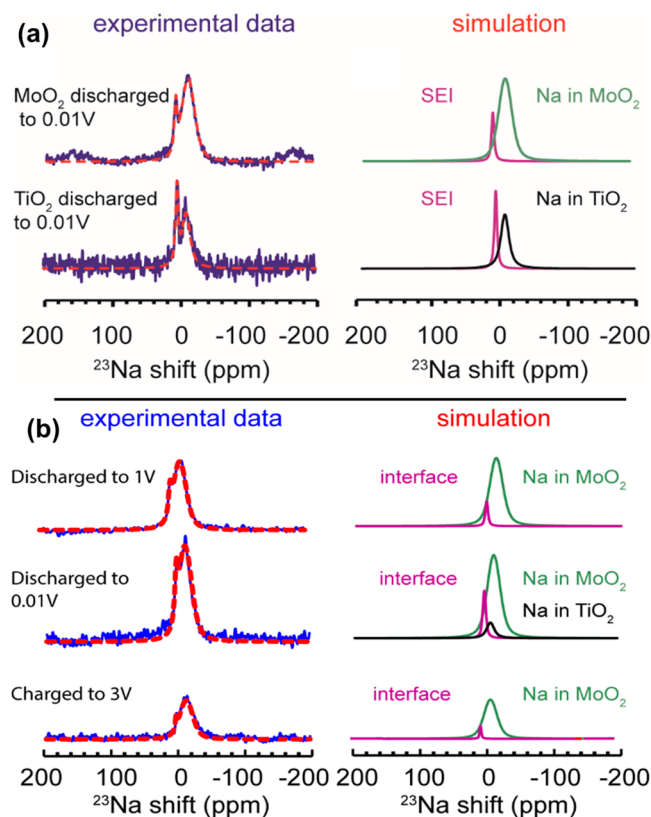 (a)
experimental data
simulation
MoO₂ discharged
to 0.01V
SEI
Na in MoO₂
TiO₂ discharged
to 0.01V
SEI
Na in TiO₂
200 100 0 -100 -200
200 100 0 -100 -200
²³Na shift (ppm)
²³Na shift (ppm)
(b)
experimental data
simulation
Discharged to 1V
interface
Na in MoO₂
Discharged to
0.01V
interface
Na in MoO₂
Na in TiO₂
Charged to 3V
interface
Na in MoO₂
200 100 0 -100 -200
200 100 0 -100 -200
²³Na shift (ppm)
²³Na shift (ppm)